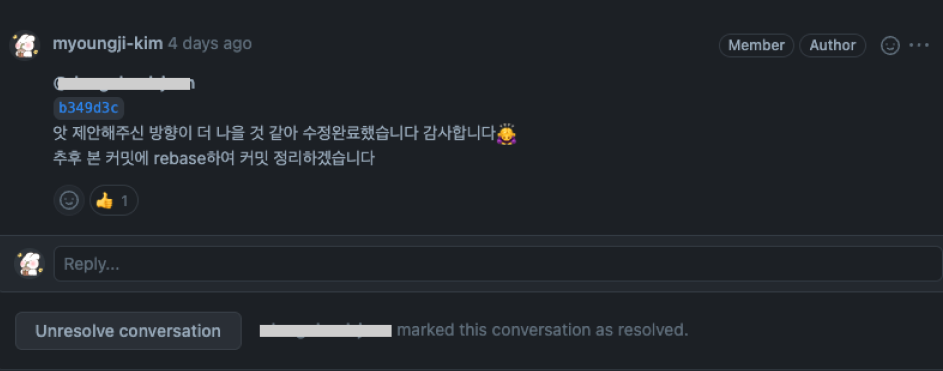 myoungji-kim 4 days ago
Member Author
b349d3c
앗 제안해주신 방향이 더 나을 것 같아 수정완료했습니다 감사합니다🙇
추후 본 커밋에 rebase하여 커밋 정리하겠습니다
👍 1
Reply...
Unresolve conversation
marked this conversation as resolved.